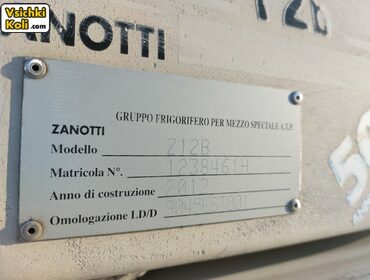 Vsichki
Koli.com
ZANOTTI
GRUPPO FRIGORIFERO PER MEZZO SPECIALE A.T.P.
ZANOTTI
Modello Z12B
Matricola N°. 1238461H
Anno di costruzione 2012
Omologazione LD/D